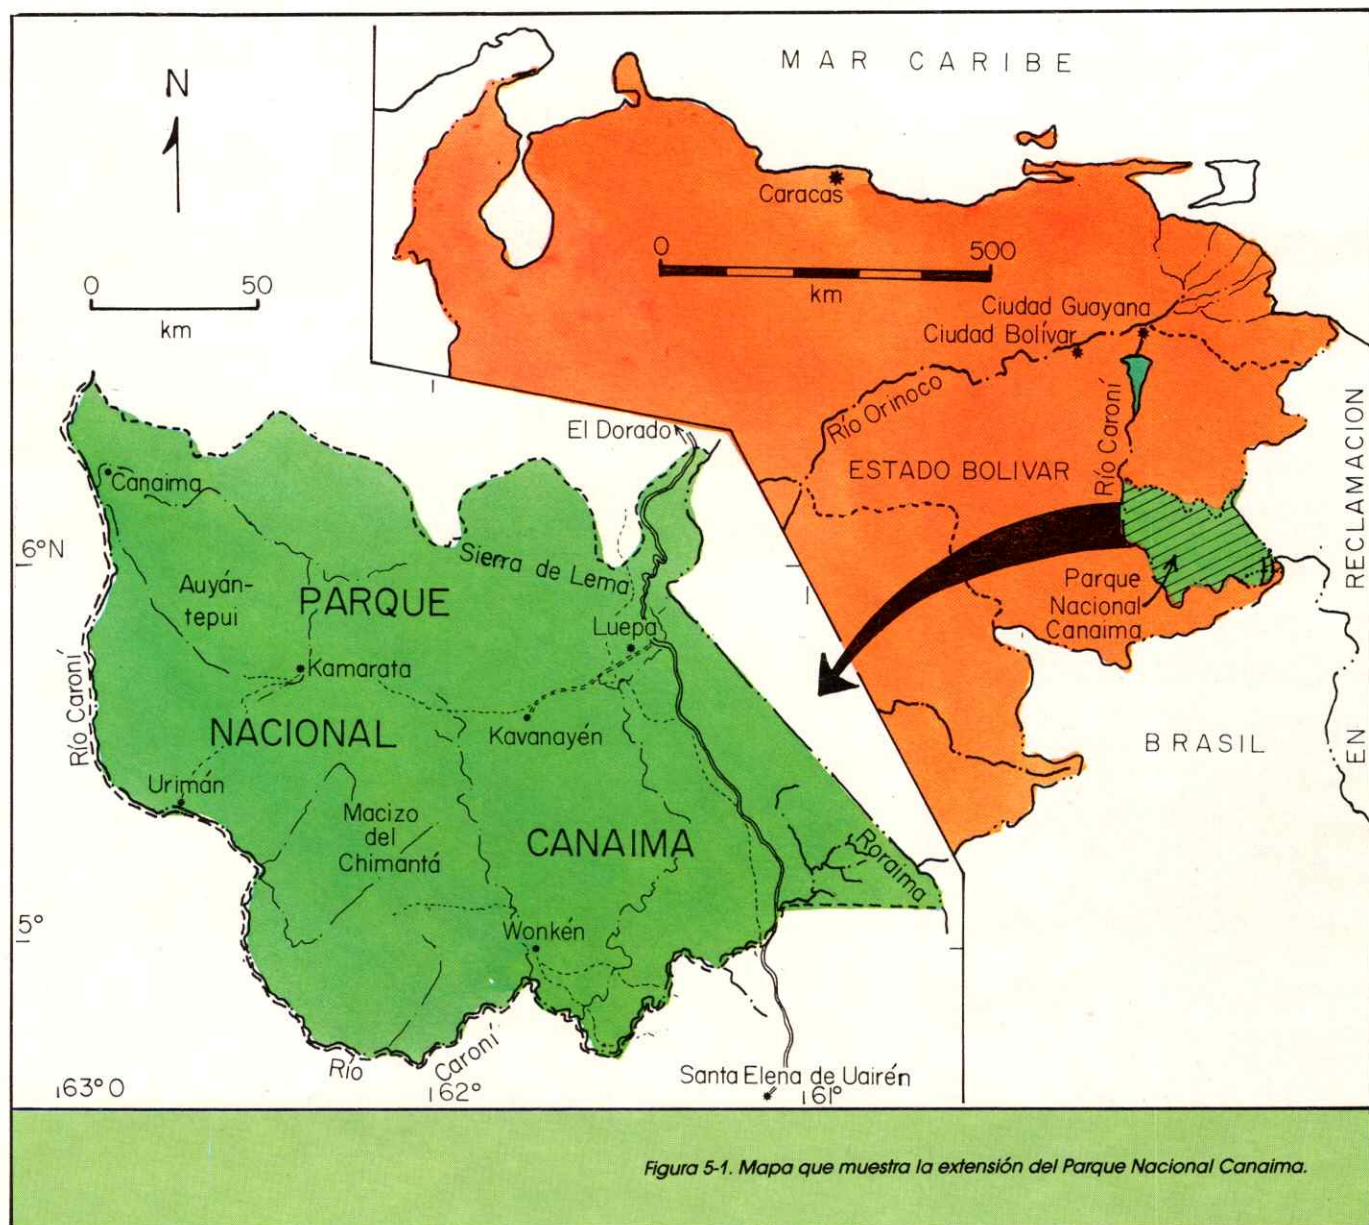 MAR CARIBE
N
Caracas
0 500
km
0 50
km
Ciudad Guayana
Ciudad Bolívar
Río Orinoco
Río Caroní
ESTADO BOLIVAR
Parque
Nacional
Canaima
BRASIL
EN RECLAMACION
El Dorado
Canaima
6°N
Sierra de Lema
Auyán-
tepui
PARQUE
Luepa
Kamarata
Río Caroní
NACIONAL
Kavanayén
Urimán
Macizo
del
Chimantá
CANAIMA
Roraima
5°
Wonkén
Río Caroní
Santa Elena de Uairén
63°O 62° 61°
Figura 5-1. Mapa que muestra la extensión del Parque Nacional Canaima.